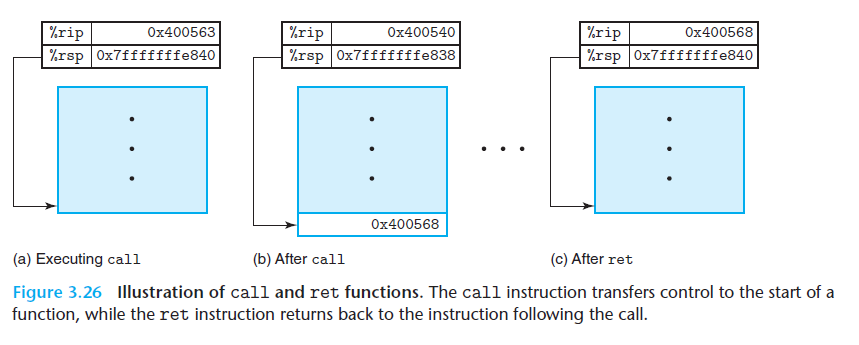 %rip 0x400563
%rsp 0x7fffffffe840
%rip 0x400540
%rsp 0x7fffffffe838
%rip 0x400568
%rsp 0x7fffffffe840
0x400568
(a) Executing call
(b) After call
(c) After ret
Figure 3.26 Illustration of call and ret functions. The call instruction transfers control to the start of a
function, while the ret instruction returns back to the instruction following the call.